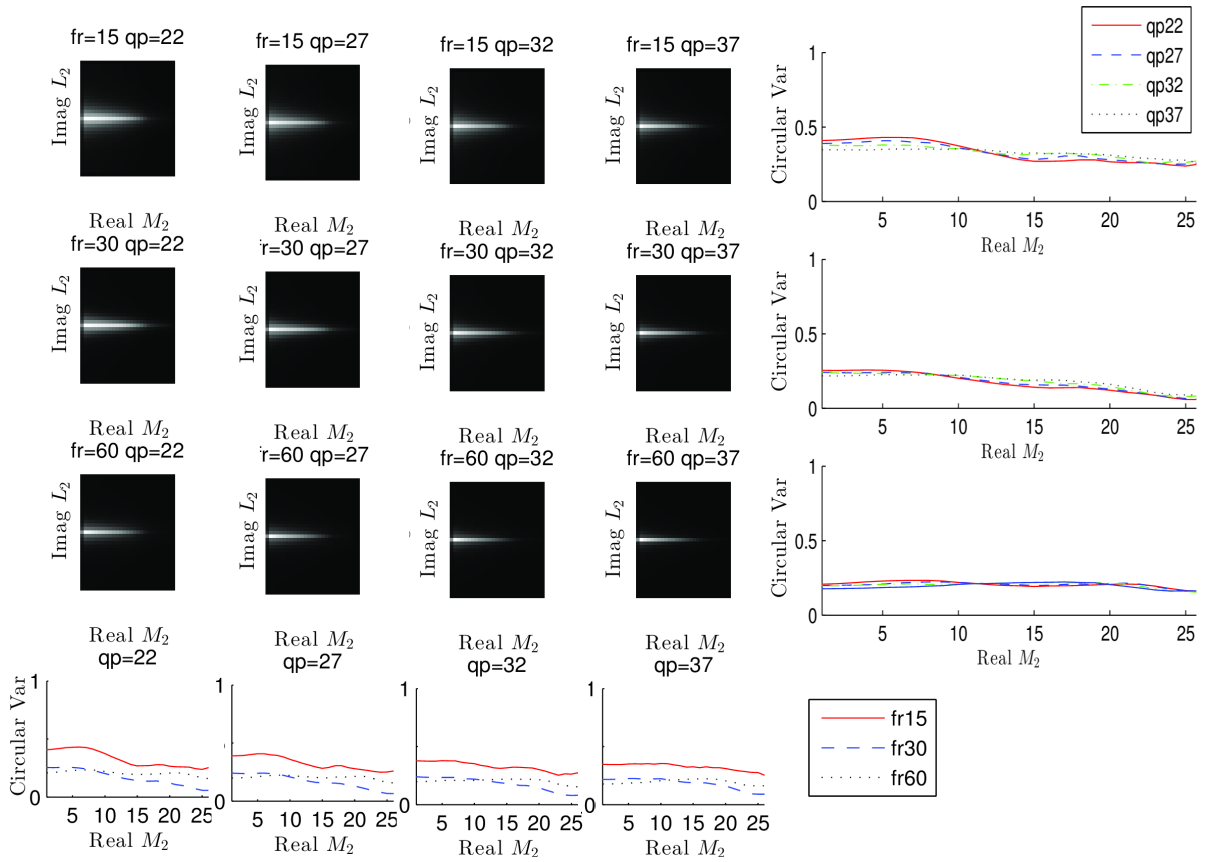 fr=15 qp=22
fr=15 qp=27
fr=15 qp=32
fr=15 qp=37
Imag L2
Imag L2
Imag L2
Imag L2
Real M2
Real M2
Real M2
Real M2
qp22
qp27
qp32
qp37
1
0.5
0
Circular Var
5 10 15 20 25
Real M2
fr=30 qp=22
fr=30 qp=27
fr=30 qp=32
fr=30 qp=37
Imag L2
Imag L2
Imag L2
Imag L2
Real M2
Real M2
Real M2
Real M2
1
0.5
0
Circular Var
5 10 15 20 25
Real M2
fr=60 qp=22
fr=60 qp=27
fr=60 qp=32
fr=60 qp=37
Imag L2
Imag L2
Imag L2
Imag L2
Real M2
Real M2
Real M2
Real M2
1
0.5
0
Circular Var
5 10 15 20 25
Real M2
qp=22
qp=27
qp=32
qp=37
1
0
Circular Var
5 10 15 20 25
Real M2
1
0
5 10 15 20 25
Real M2
1
0
5 10 15 20 25
Real M2
1
0
5 10 15 20 25
Real M2
fr15
fr30
fr60